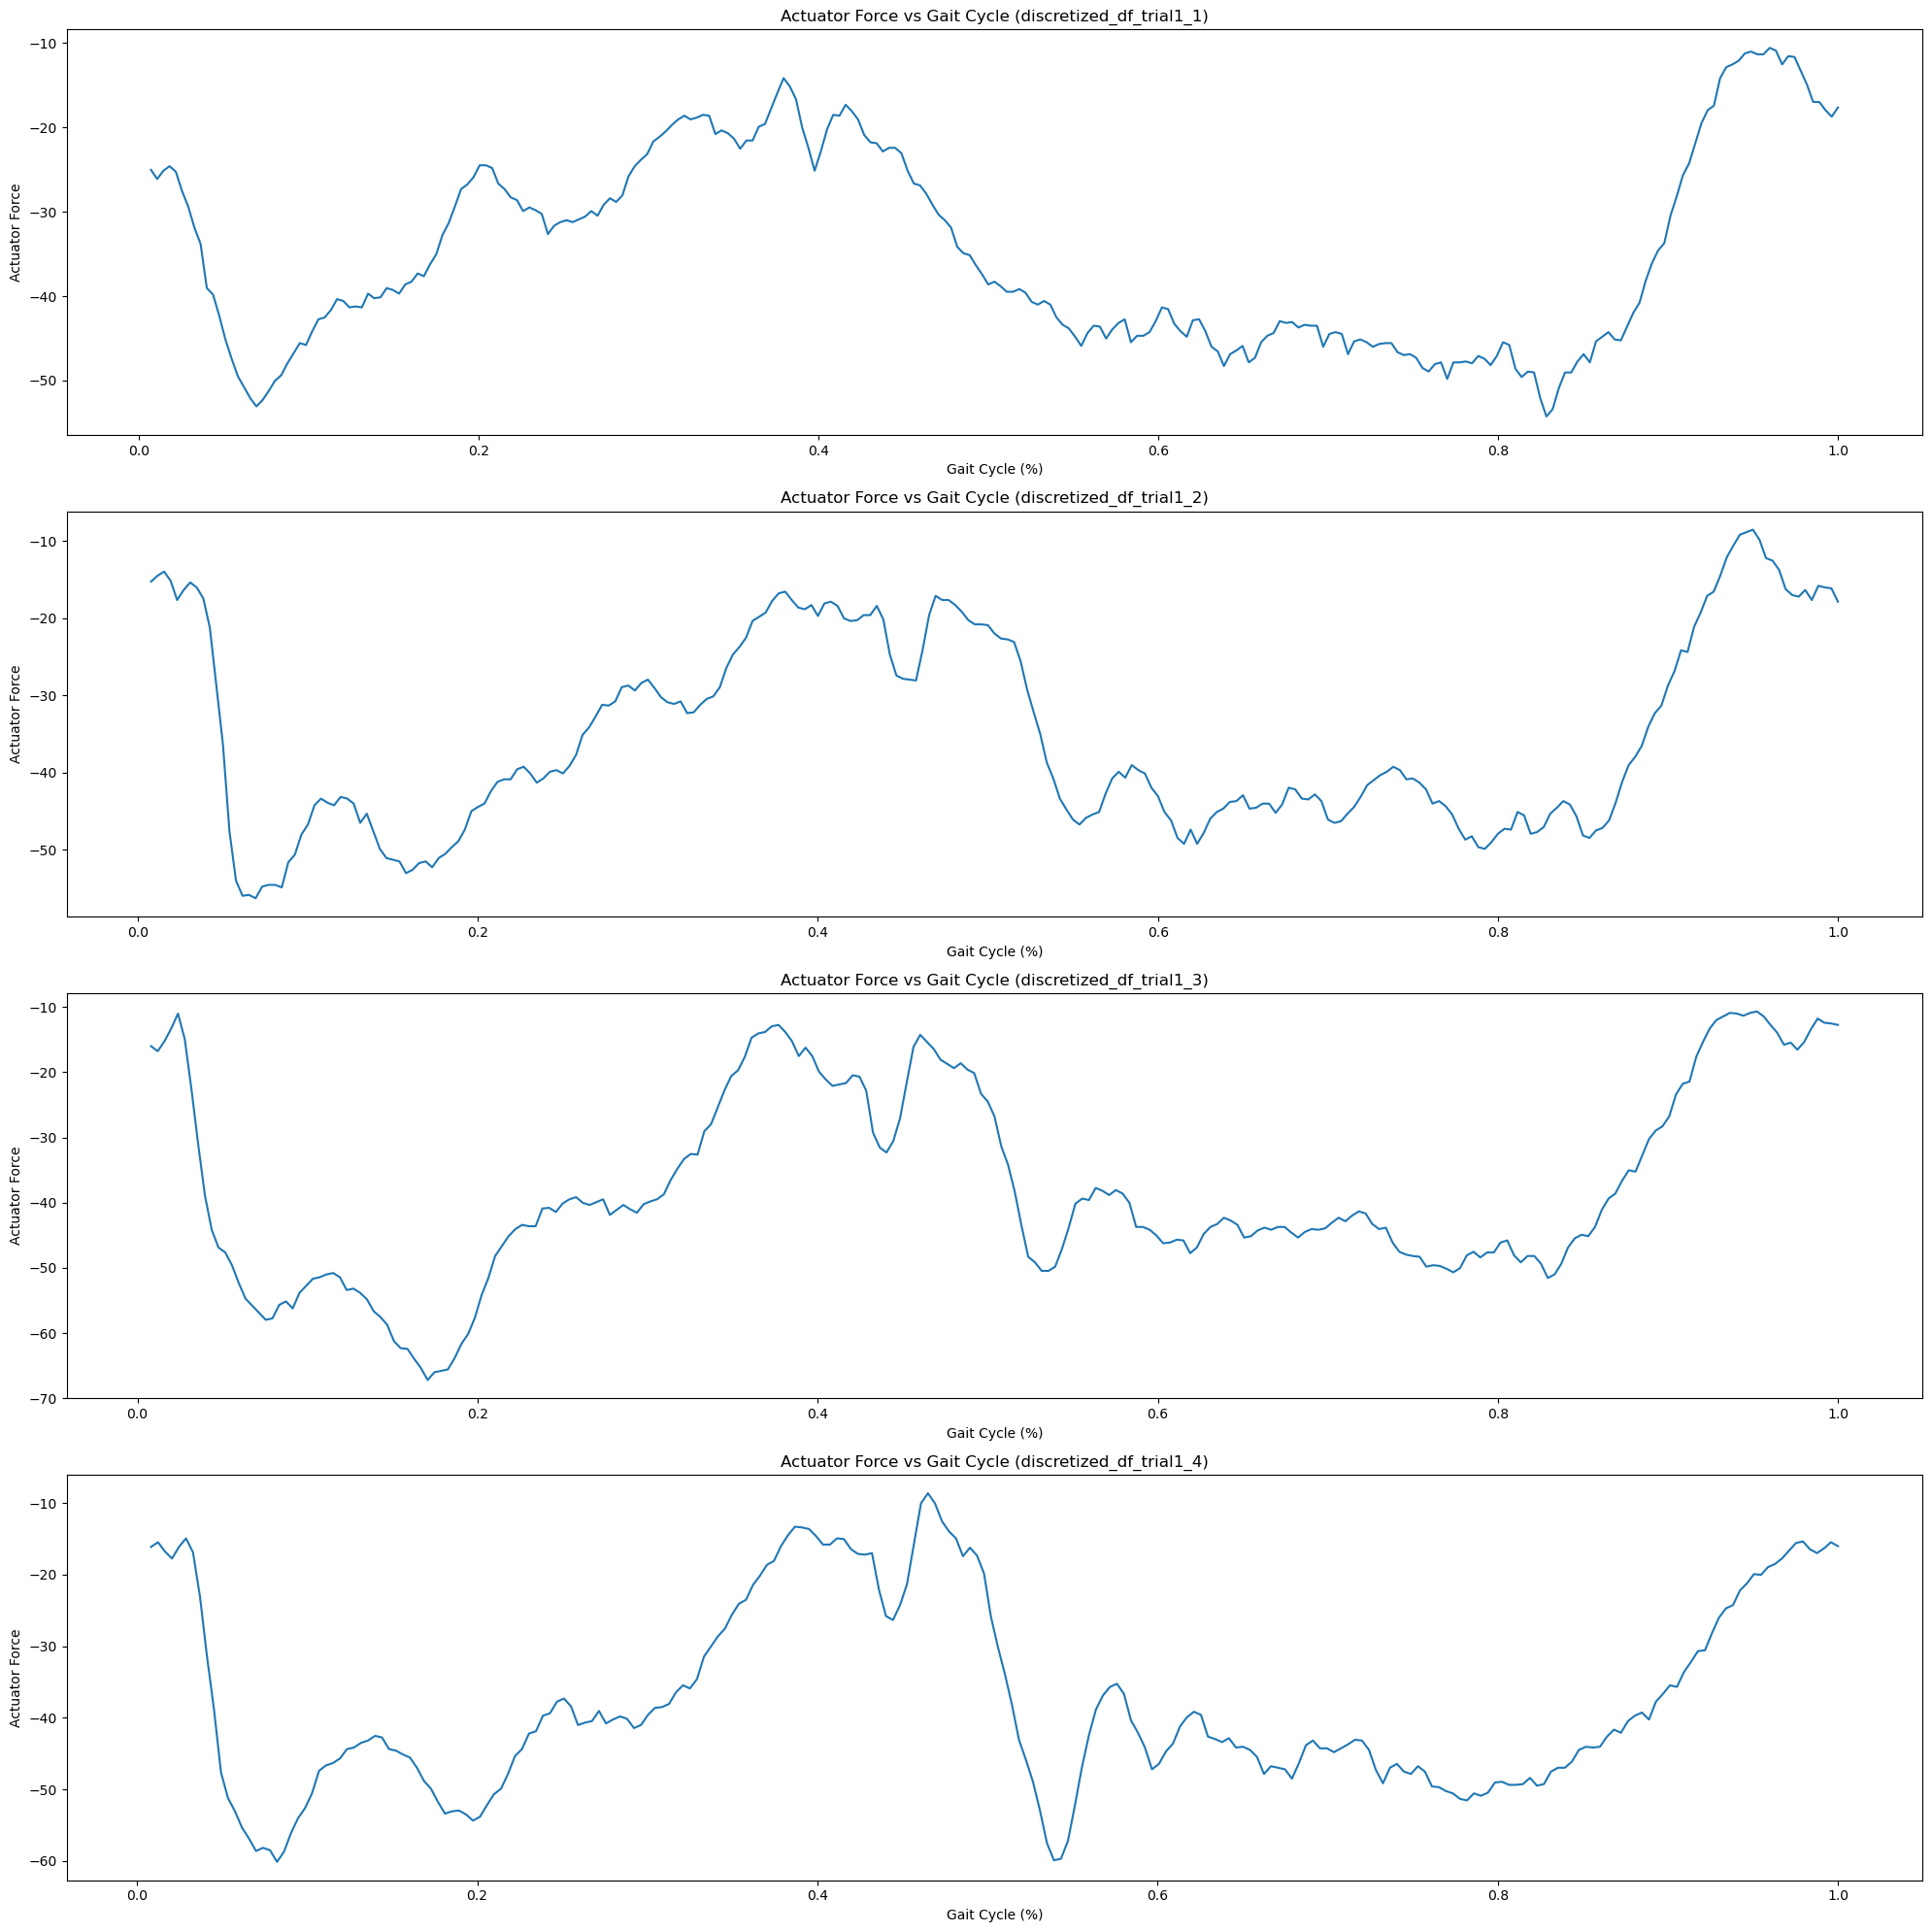 Actuator Force vs Gait Cycle (discretized_df_trial1_1)
−10
−20
−30
−40
−50
Actuator Force
0.0 0.2 0.4 0.6 0.8 1.0
Gait Cycle (%)
Actuator Force vs Gait Cycle (discretized_df_trial1_2)
−10
−20
−30
−40
−50
Actuator Force
0.0 0.2 0.4 0.6 0.8 1.0
Gait Cycle (%)
Actuator Force vs Gait Cycle (discretized_df_trial1_3)
−10
−20
−30
−40
−50
−60
−70
Actuator Force
0.0 0.2 0.4 0.6 0.8 1.0
Gait Cycle (%)
Actuator Force vs Gait Cycle (discretized_df_trial1_4)
−10
−20
−30
−40
−50
−60
Actuator Force
0.0 0.2 0.4 0.6 0.8 1.0
Gait Cycle (%)